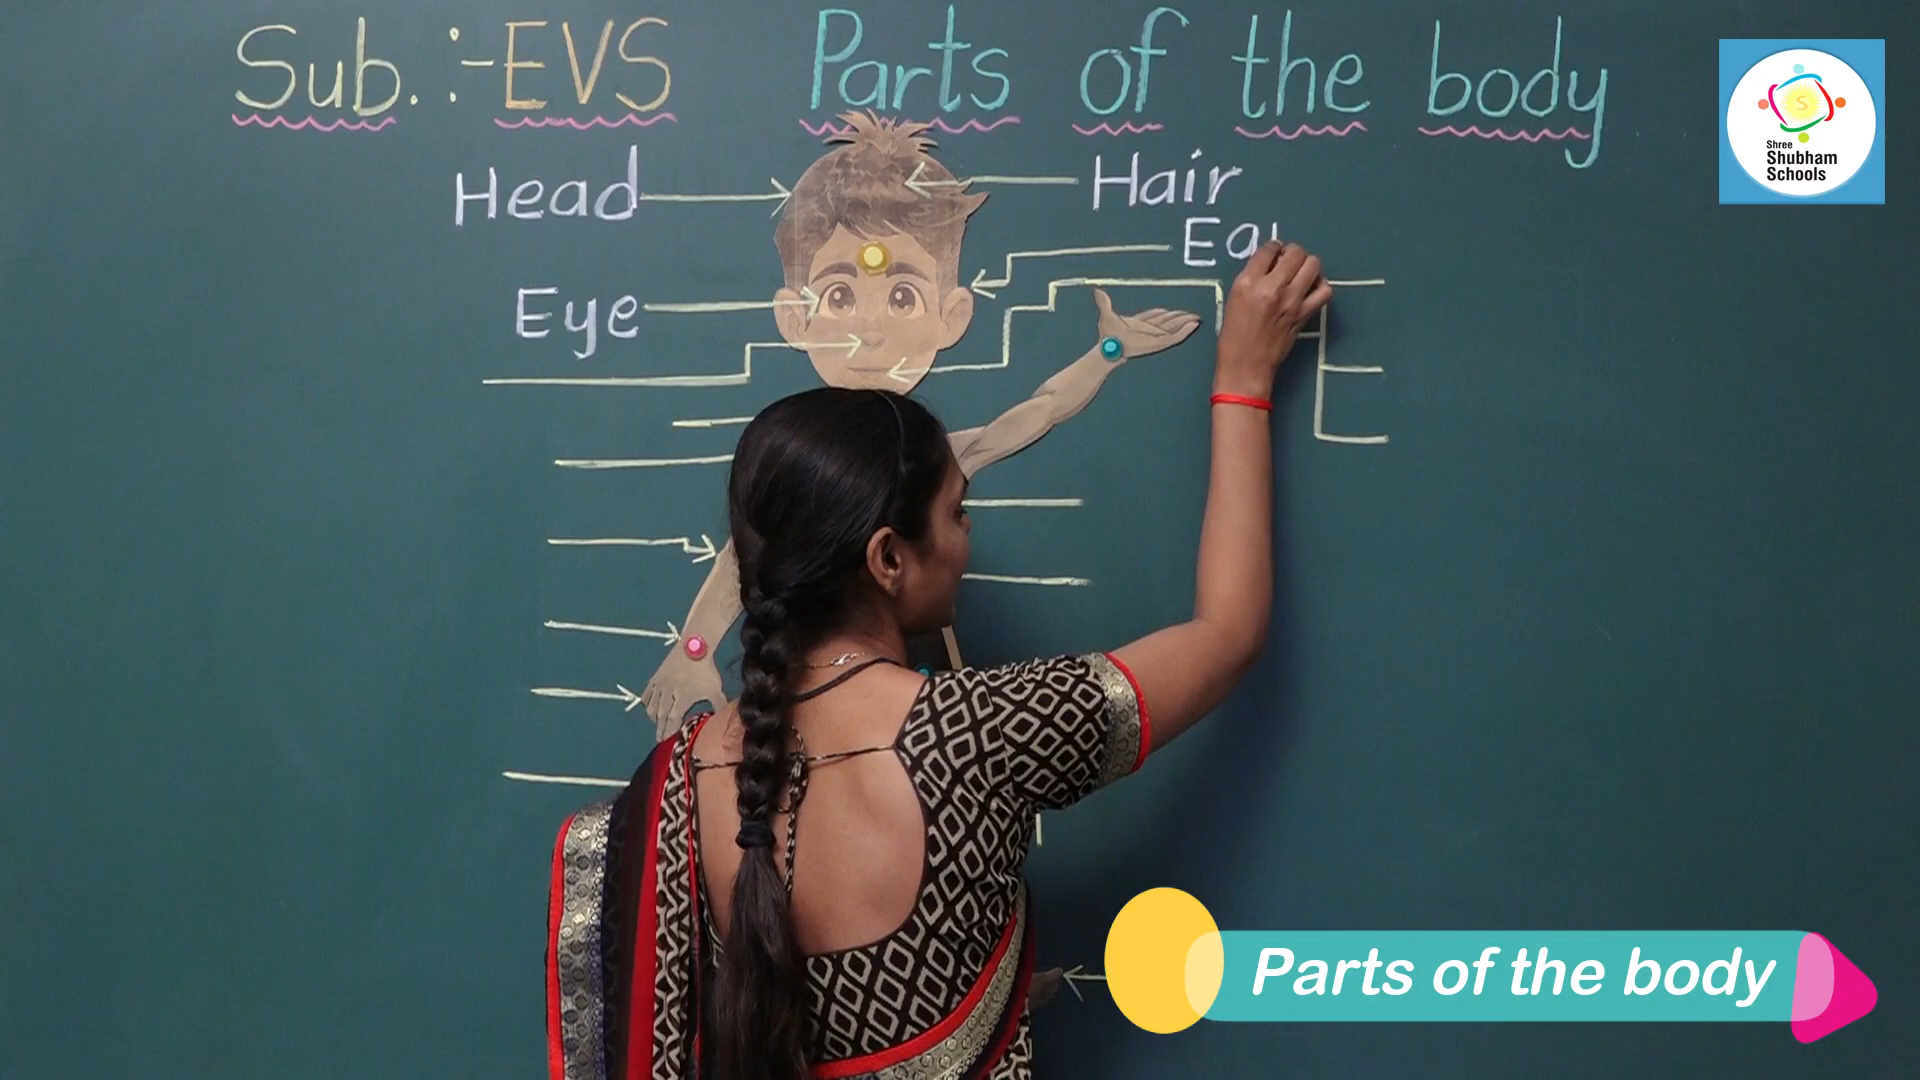 Sub. :- EVS Parts of the body
Head
Hair
Ea
Eye
S
Shree
Shubham
Schools
Parts of the body